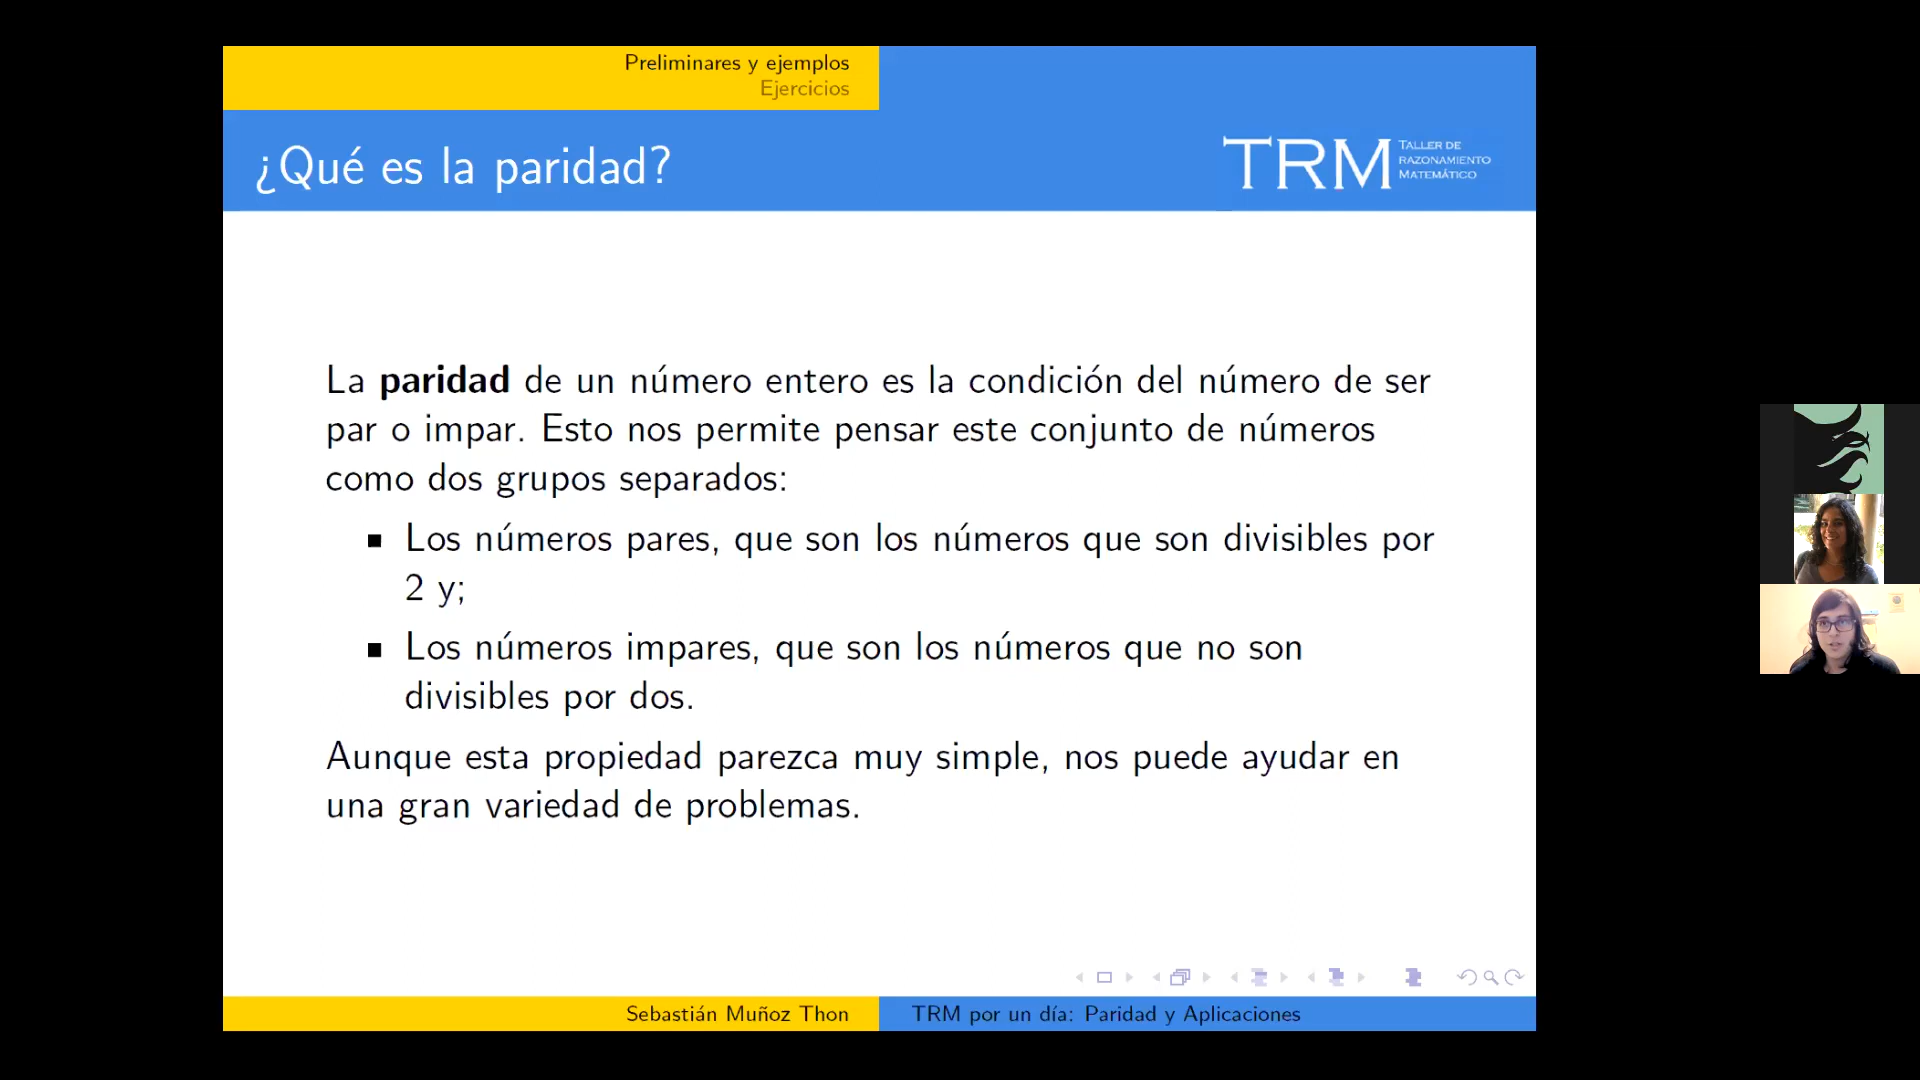 Preliminares y ejemplos
Ejercicios
¿Qué es la paridad?
TRM
TALLER DE
RAZONAMIENTO
MATEMÁTICO
La paridad de un número entero es la condición del número de ser
par o impar. Esto nos permite pensar este conjunto de números
como dos grupos separados:
Los números pares, que son los números que son divisibles por
2 y;
Los números impares, que son los números que no son
divisibles por dos.
Aunque esta propiedad parezca muy simple, nos puede ayudar en
una gran variedad de problemas.
Sebastián Muñoz Thon
TRM por un día: Paridad y Aplicaciones